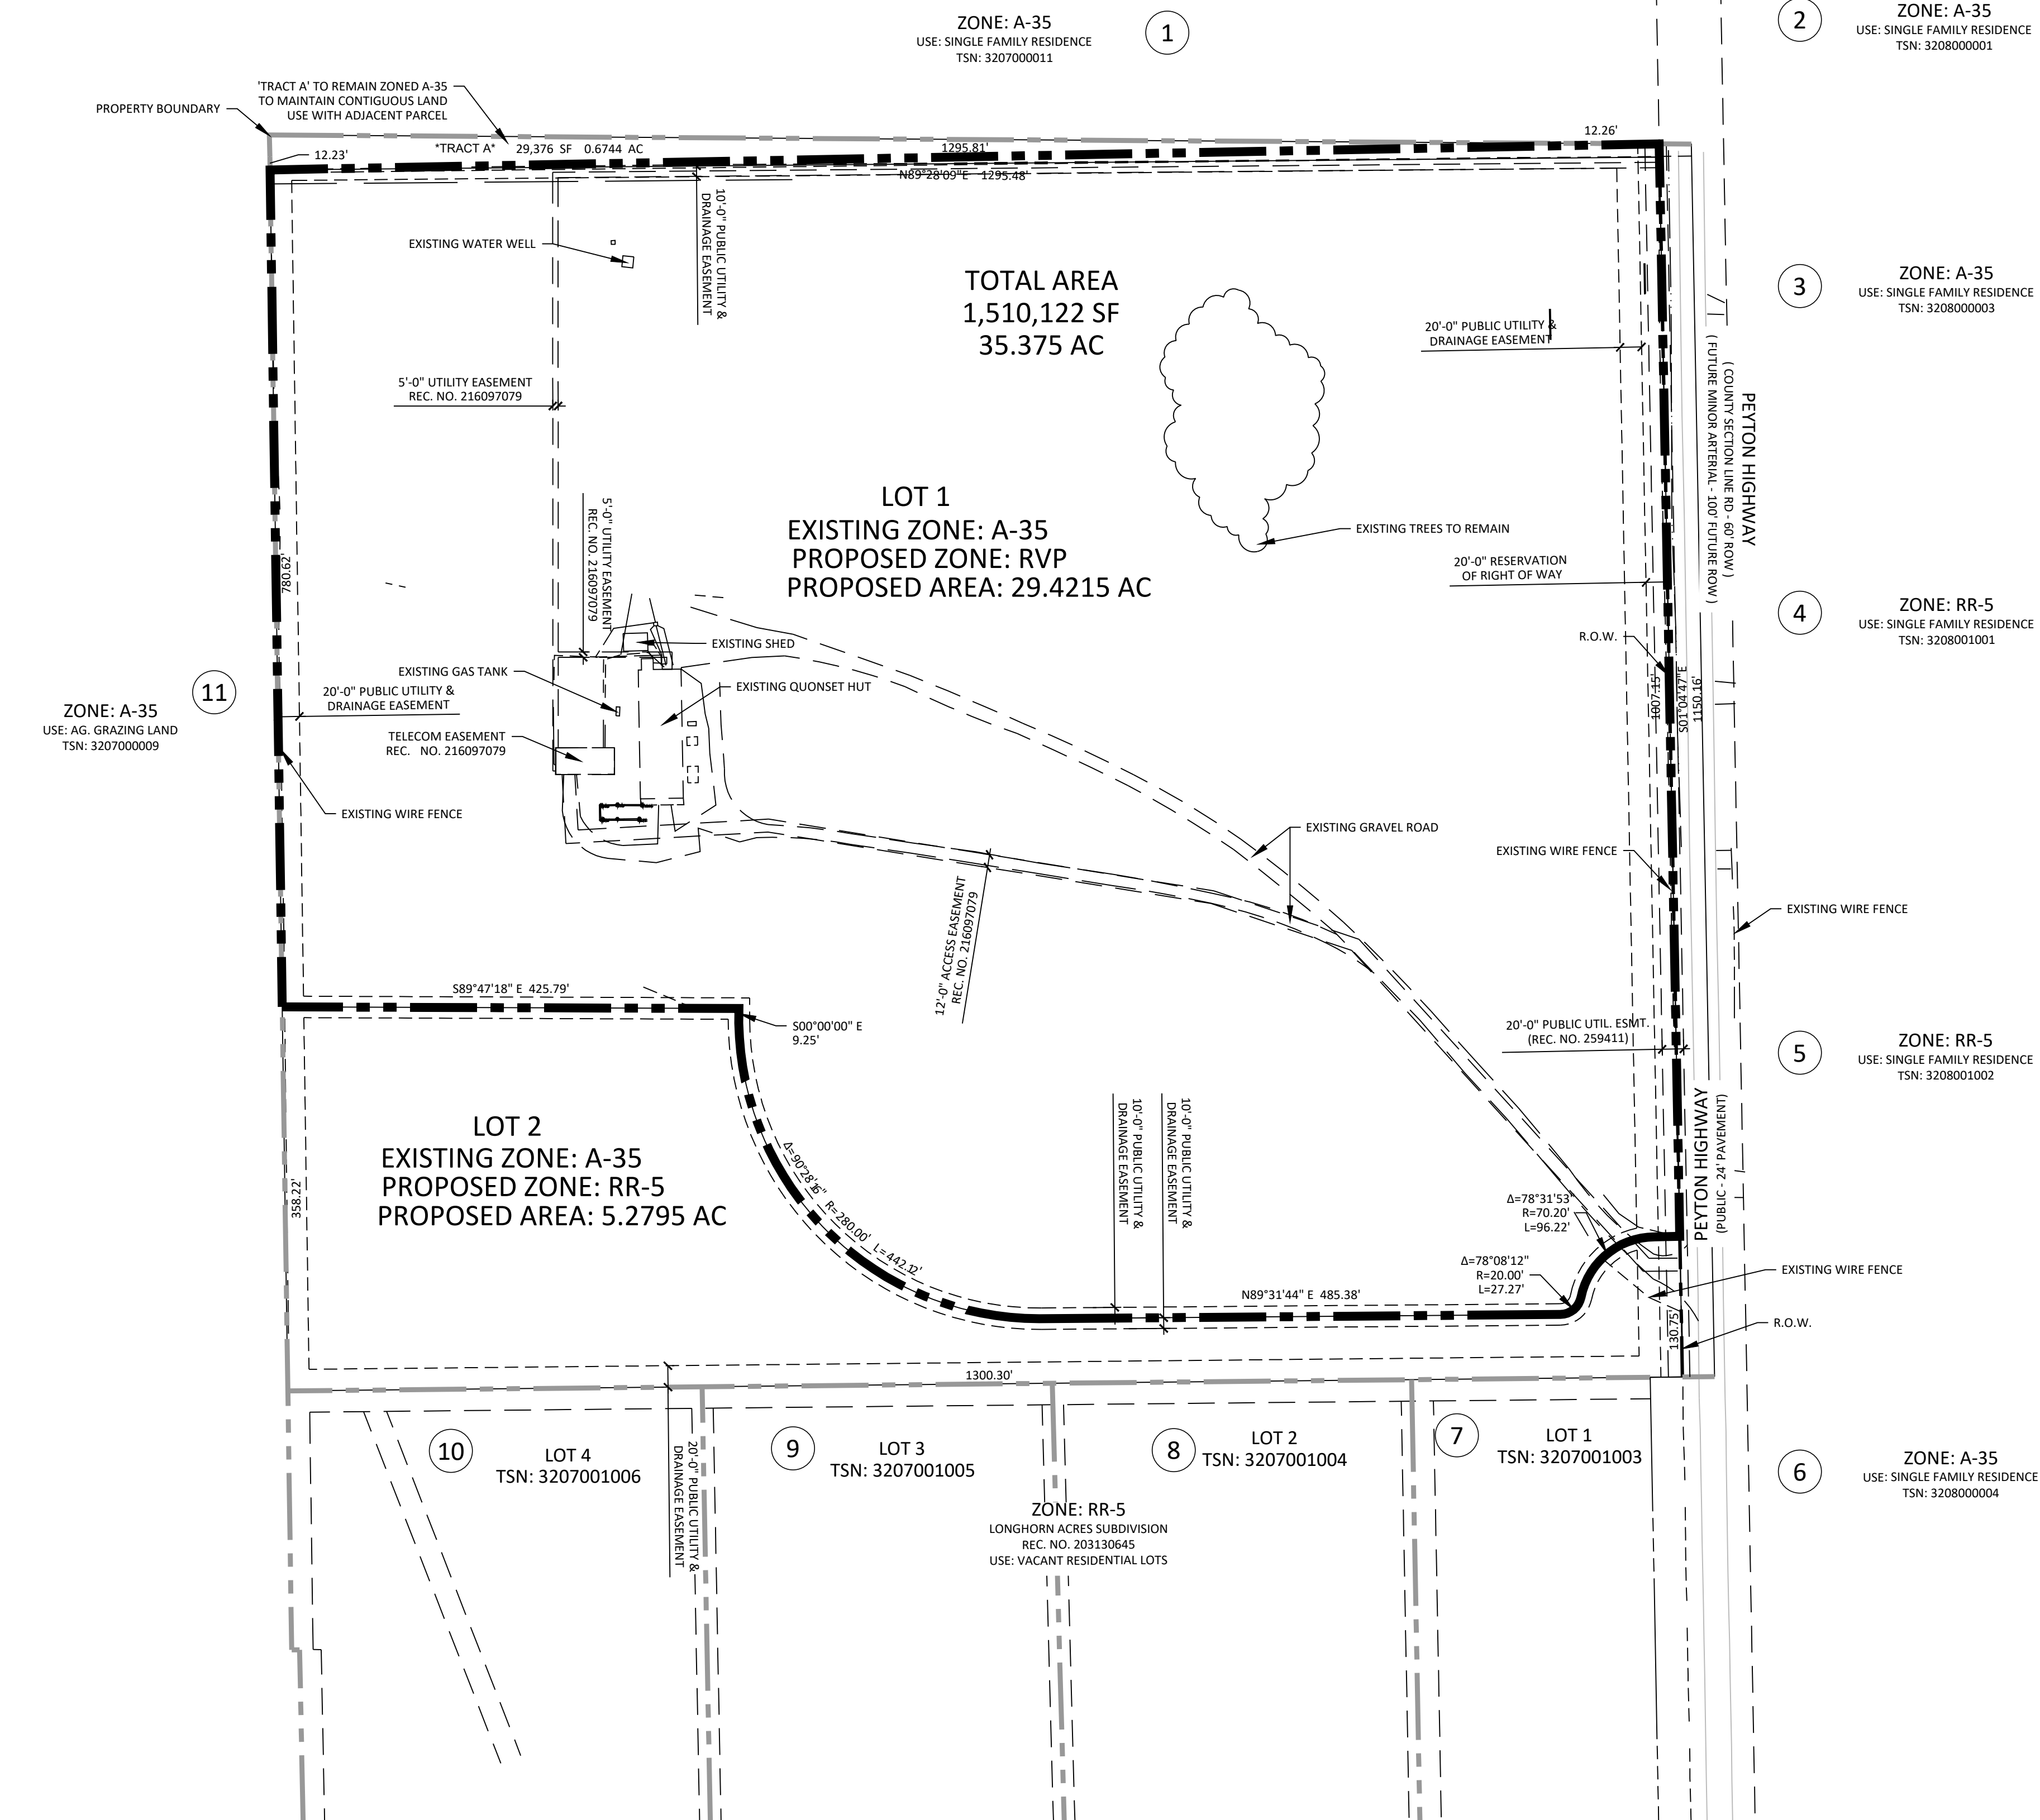 ZONE: A-35
USE: SINGLE FAMILY RESIDENCE
TSN: 3207000011
1
2
ZONE: A-35
USE: SINGLE FAMILY RESIDENCE
TSN: 3208000001
'TRACT A' TO REMAIN ZONED A-35
TO MAINTAIN CONTIGUOUS LAND
USE WITH ADJACENT PARCEL
PROPERTY BOUNDARY
12.23'
*TRACT A* 29,376 SF 0.6744 AC
1295.81'
12.26'
N89°28'09"E 1295.48'
10'-0" PUBLIC UTILITY &
DRAINAGE EASEMENT
EXISTING WATER WELL
TOTAL AREA
1,510,122 SF
35.375 AC
20'-0" PUBLIC UTILITY &
DRAINAGE EASEMENT
3
ZONE: A-35
USE: SINGLE FAMILY RESIDENCE
TSN: 3208000003
5'-0" UTILITY EASEMENT
REC. NO. 216097079
PEYTON HIGHWAY
( COUNTY SECTION LINE RD - 60' ROW )
( FUTURE MINOR ARTERIAL - 100' FUTURE ROW )
LOT 1
EXISTING ZONE: A-35
PROPOSED ZONE: RVP
PROPOSED AREA: 29.4215 AC
5'-0" UTILITY EASEMENT
REC. NO. 216097079
EXISTING TREES TO REMAIN
20'-0" RESERVATION
OF RIGHT OF WAY
780.62'
4
ZONE: RR-5
USE: SINGLE FAMILY RESIDENCE
TSN: 3208001001
R.O.W.
EXISTING SHED
EXISTING GAS TANK
EXISTING QUONSET HUT
11
ZONE: A-35
USE: AG. GRAZING LAND
TSN: 3207000009
20'-0" PUBLIC UTILITY &
DRAINAGE EASEMENT
TELECOM EASEMENT
REC. NO. 216097079
1007.15'
S01°04'47"E
1150.16'
EXISTING WIRE FENCE
EXISTING GRAVEL ROAD
EXISTING WIRE FENCE
EXISTING WIRE FENCE
12'-0" ACCESS EASEMENT
REC. NO. 216097079
S89°47'18" E 425.79'
S00°00'00" E
9.25'
20'-0" PUBLIC UTIL. ESMT.
(REC. NO. 259411)
5
ZONE: RR-5
USE: SINGLE FAMILY RESIDENCE
TSN: 3208001002
LOT 2
EXISTING ZONE: A-35
PROPOSED ZONE: RR-5
PROPOSED AREA: 5.2795 AC
358.22'
Δ=90°28'16" R=280.00' L=442.12'
10'-0" PUBLIC UTILITY &
DRAINAGE EASEMENT
10'-0" PUBLIC UTILITY &
DRAINAGE EASEMENT
PEYTON HIGHWAY
(PUBLIC - 24' PAVEMENT)
Δ=78°31'53"
R=70.20'
L=96.22'
Δ=78°08'12"
R=20.00'
L=27.27'
N89°31'44" E 485.38'
EXISTING WIRE FENCE
130.75'
R.O.W.
1300.30'
10
LOT 4
TSN: 3207001006
20'-0" PUBLIC UTILITY &
DRAINAGE EASEMENT
9
LOT 3
TSN: 3207001005
8
LOT 2
TSN: 3207001004
7
LOT 1
TSN: 3207001003
6
ZONE: A-35
USE: SINGLE FAMILY RESIDENCE
TSN: 3208000004
ZONE: RR-5
LONGHORN ACRES SUBDIVISION
REC. NO. 203130645
USE: VACANT RESIDENTIAL LOTS